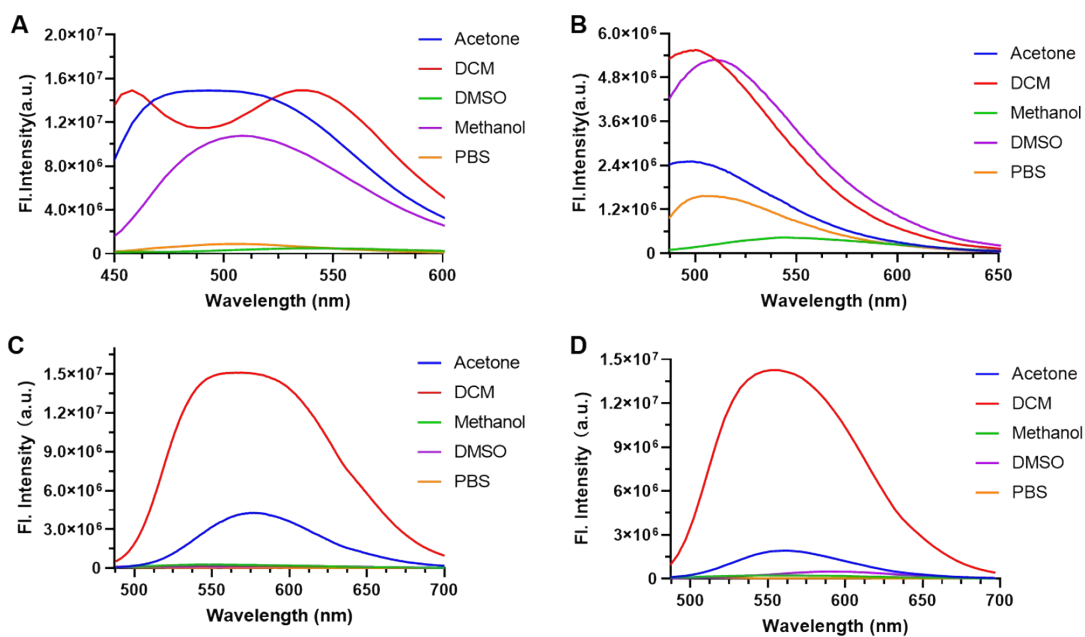 A
Fl.Intensity(a.u.)
2.0×10⁷
1.6×10⁷
1.2×10⁷
8.0×10⁶
4.0×10⁶
0
450 500 550 600
Wavelength (nm)
Acetone
DCM
DMSO
Methanol
PBS
B
Fl.Intensity(a.u.)
6.0×10⁶
4.8×10⁶
3.6×10⁶
2.4×10⁶
1.2×10⁶
0
500 550 600 650
Wavelength (nm)
Acetone
DCM
Methanol
DMSO
PBS
C
Fl. Intensity (a.u.)
1.5×10⁷
1.2×10⁷
9.0×10⁶
6.0×10⁶
3.0×10⁶
0
500 550 600 650 700
Wavelength (nm)
Acetone
DCM
Methanol
DMSO
PBS
D
Fl. Intensity (a.u.)
1.5×10⁷
1.2×10⁷
9×10⁶
6×10⁶
3×10⁶
0
500 550 600 650 700
Wavelength (nm)
Acetone
DCM
Methanol
DMSO
PBS